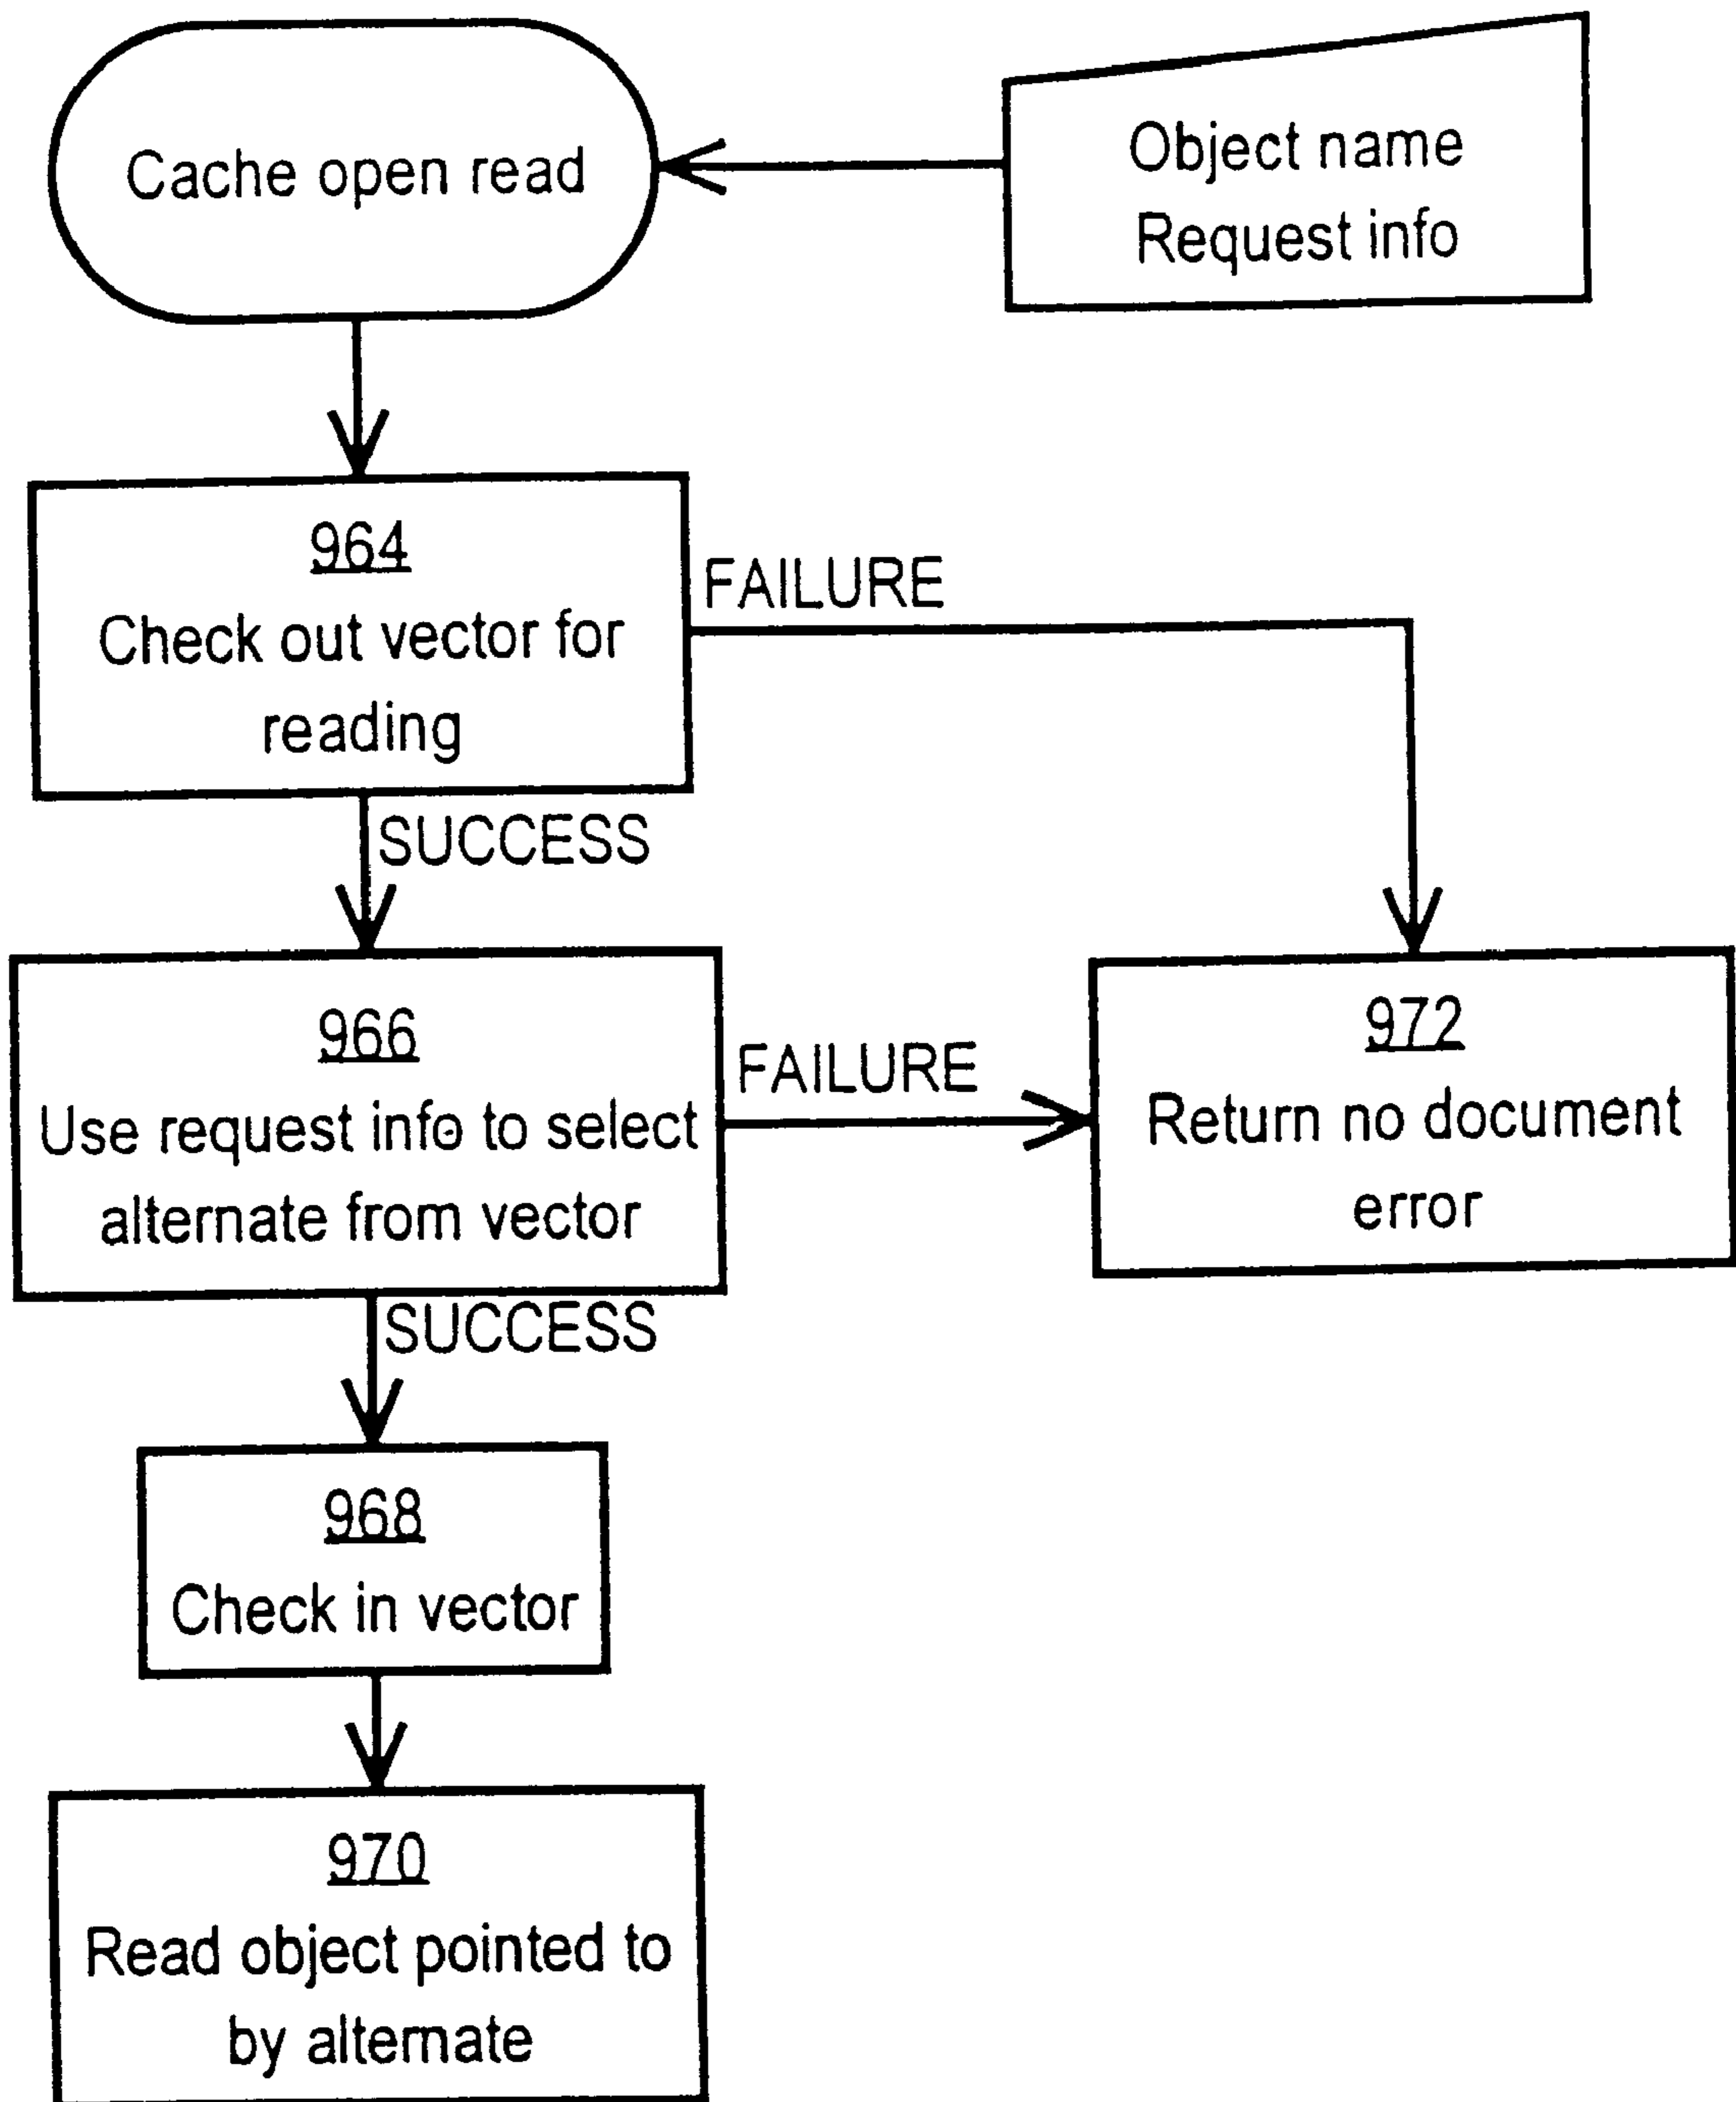 Cache open read
Object name
Request info
964
Check out vector for
reading
FAILURE
SUCCESS
966
Use request info to select
alternate from vector
FAILURE
972
Return no document
error
SUCCESS
968
Check in vector
970
Read object pointed to
by alternate